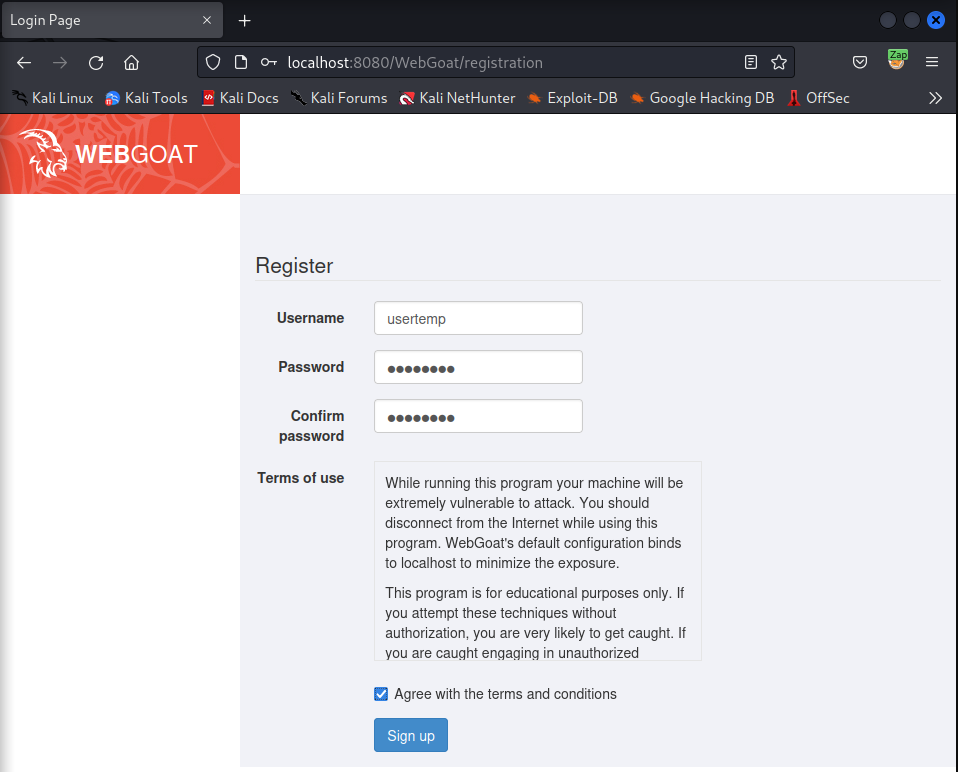 Login Page
localhost:8080/WebGoat/registration
Zap
Kali Linux Kali Tools Kali Docs Kali Forums Kali NetHunter Exploit-DB Google Hacking DB OffSec
WEBGOAT
Register
Username
usertemp
Password
Confirm
password
Terms of use
While running this program your machine will be
extremely vulnerable to attack. You should
disconnect from the Internet while using this
program. WebGoat's default configuration binds
to localhost to minimize the exposure.
This program is for educational purposes only. If
you attempt these techniques without
authorization, you are very likely to get caught. If
you are caught engaging in unauthorized
Agree with the terms and conditions
Sign up